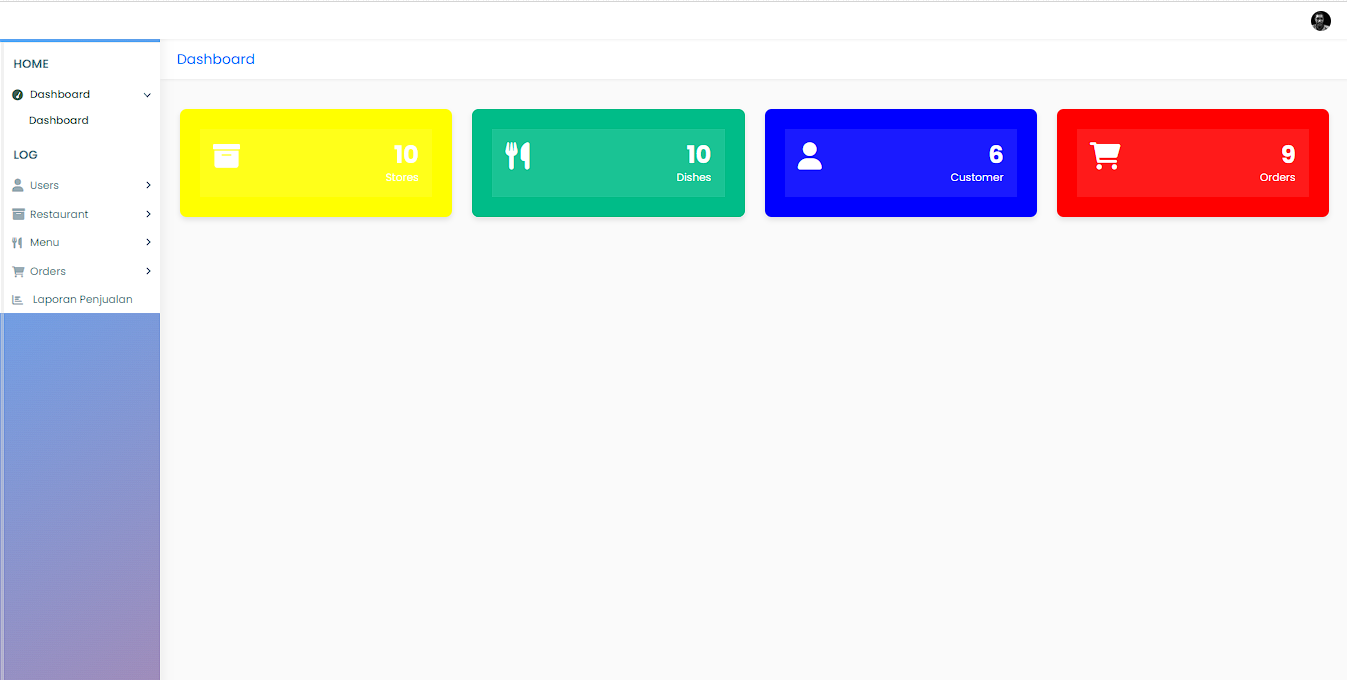 HOME
Dashboard
Dashboard
LOG
Users
Restaurant
Menu
Orders
Laporan Penjualan
Dashboard
10
Stores
10
Dishes
6
Customer
9
Orders